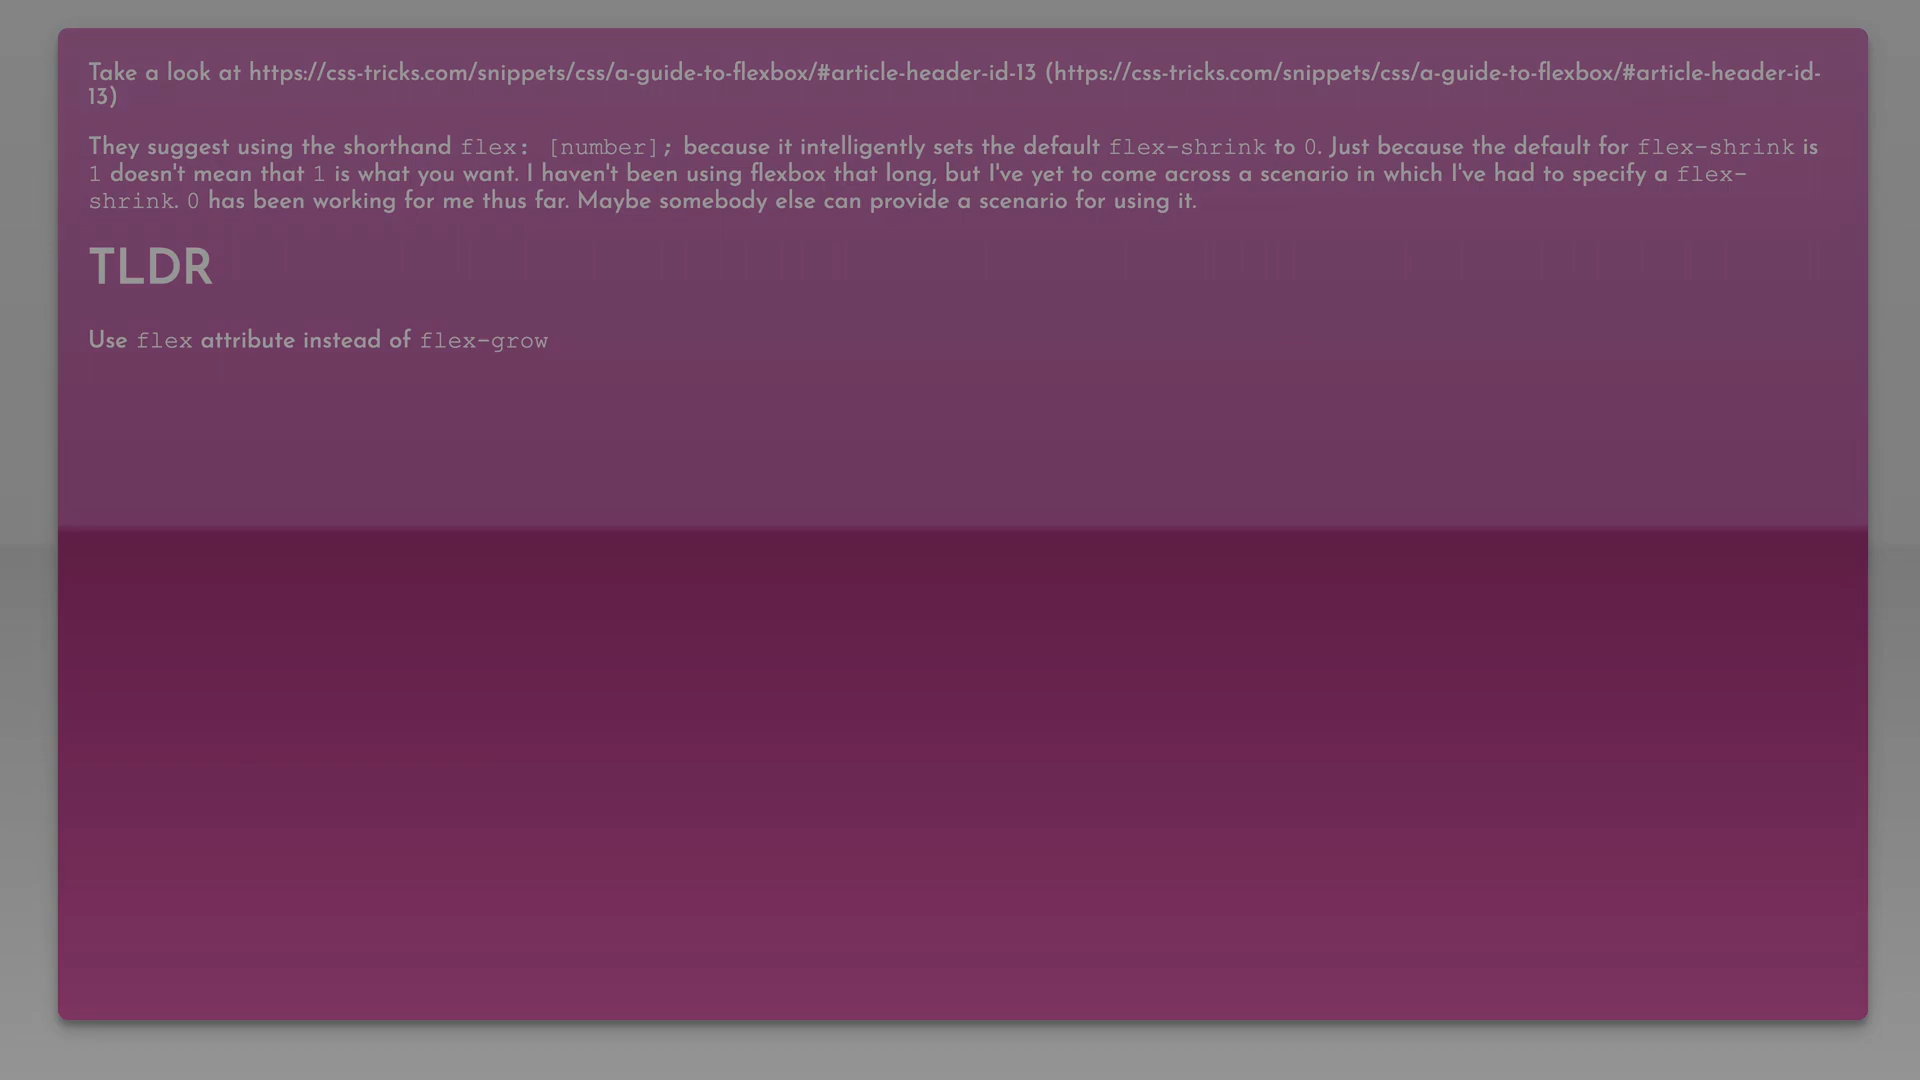 Take a look at https://css-tricks.com/snippets/css/a-guide-to-flexbox/#article-header-id-13 (https://css-tricks.com/snippets/css/a-guide-to-flexbox/#article-header-id-
13)
They suggest using the shorthand flex: [number]; because it intelligently sets the default flex-shrink to 0. Just because the default for flex-shrink is
1 doesn't mean that 1 is what you want. I haven't been using flexbox that long, but I've yet to come across a scenario in which I've had to specify a flex-
shrink. 0 has been working for me thus far. Maybe somebody else can provide a scenario for using it.
TLDR
Use flex attribute instead of flex-grow